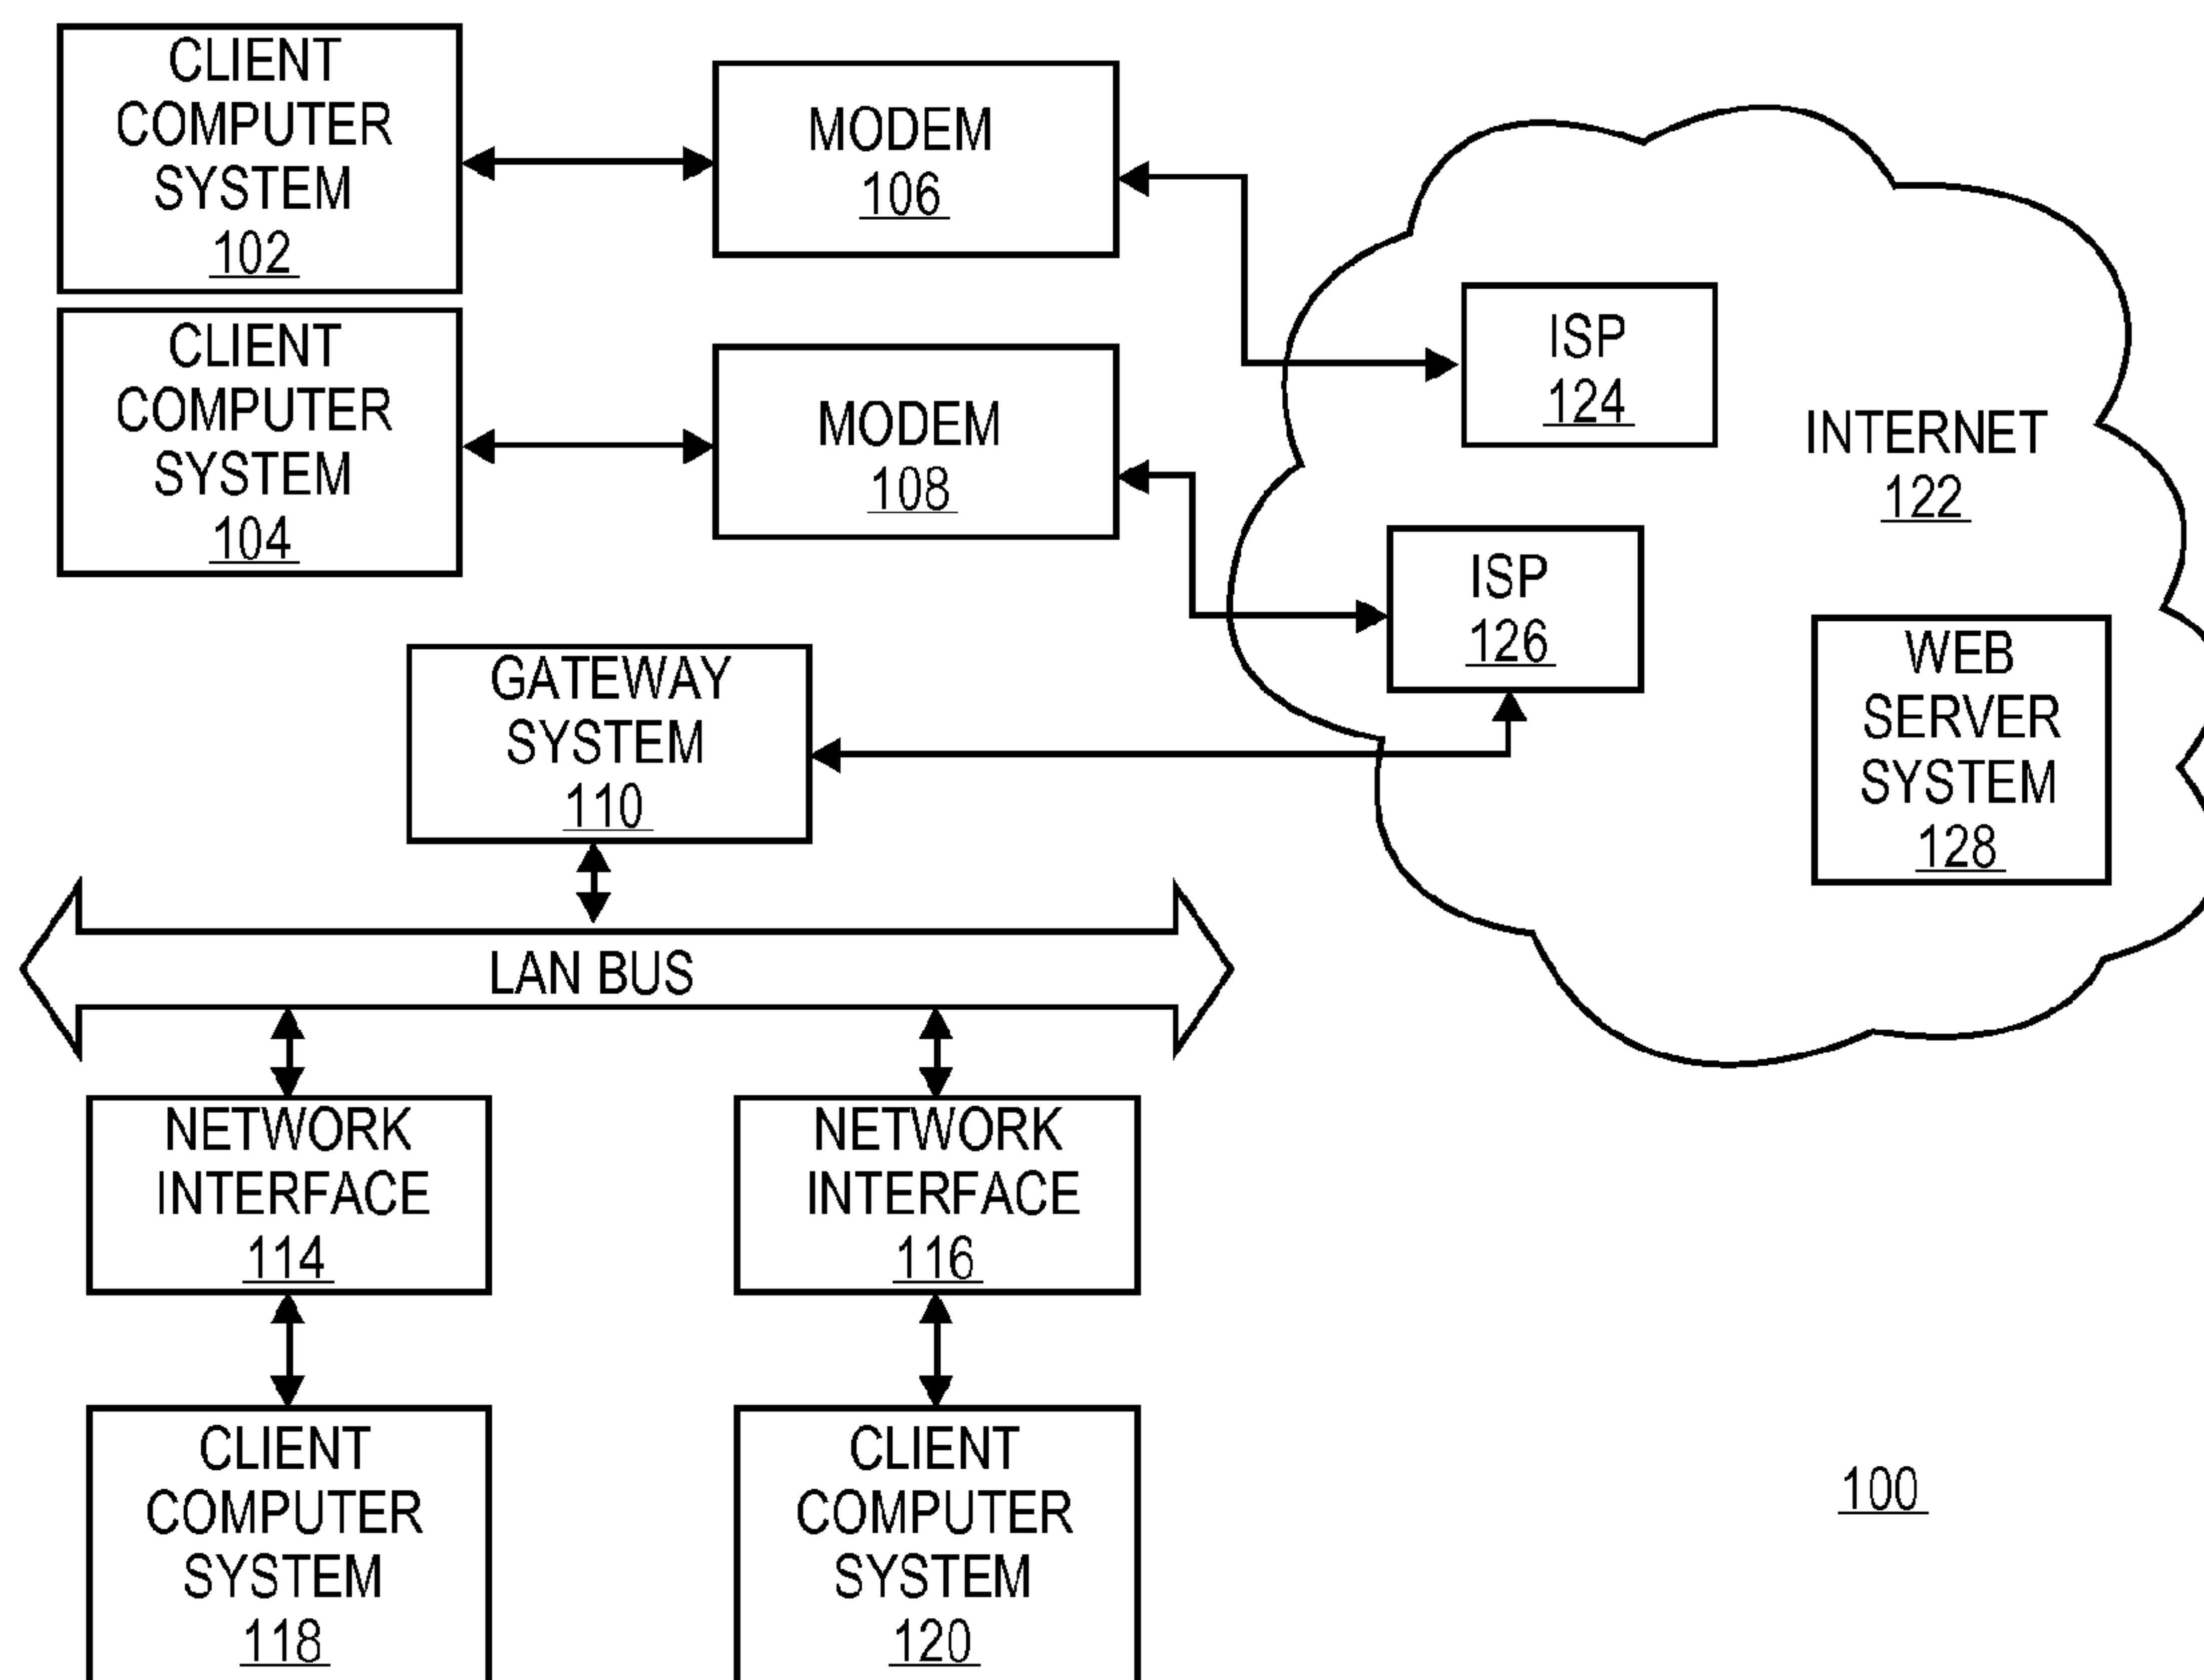 CLIENT
COMPUTER
SYSTEM
102
MODEM
106
CLIENT
COMPUTER
SYSTEM
104
MODEM
108
ISP
124
INTERNET
122
ISP
126
WEB
SERVER
SYSTEM
128
GATEWAY
SYSTEM
110
LAN BUS
NETWORK
INTERFACE
114
NETWORK
INTERFACE
116
CLIENT
COMPUTER
SYSTEM
118
CLIENT
COMPUTER
SYSTEM
120
100